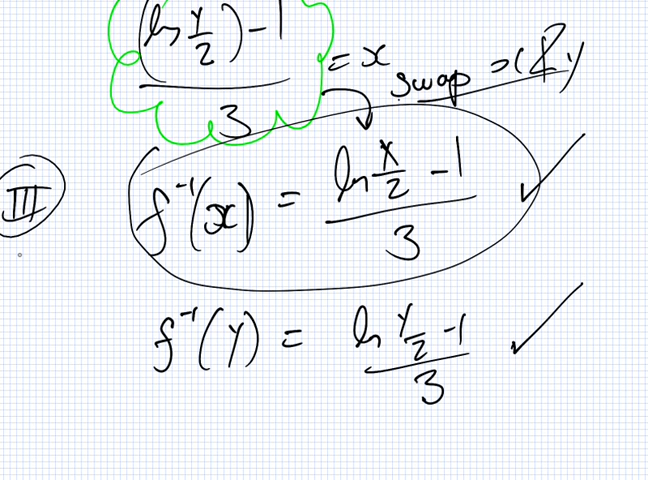 (ln y/2) - 1 / 3 = x
swap x & y
III f⁻¹(x) = ln x/2 - 1 / 3 ✓
f⁻¹(y) = ln y/2 - 1 / 3 ✓